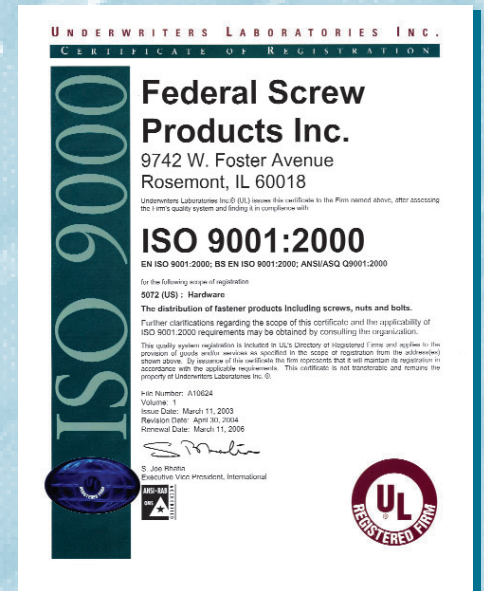 UNDERWRITERS LABORATORIES INC.
CERTIFICATE OF REGISTRATION
ISO 9000
Federal Screw
Products Inc.
9742 W. Foster Avenue
Rosemont, IL 60018
Underwriters Laboratories Inc.® (UL) issues this certificate to the Firm named above, after assessing
the Firm's quality system and finding it in compliance with
ISO 9001:2000
EN ISO 9001:2000; BS EN ISO 9001:2000; ANSI/ASQ Q9001:2000
for the following scope of registration
5072 (US) : Hardware
The distribution of fastener products including screws, nuts and bolts.
Further clarifications regarding the scope of this certificate and the applicability of
ISO 9001:2000 requirements may be obtained by consulting the organization.
This quality system registration is included in UL's Directory of Registered Firms and applies to the
provision of goods and/or services as specified in the scope of registration from the address(es)
shown above. By issuance of this certificate the firm represents that it will maintain its registration in
accordance with the applicable requirements. This certificate is not transferable and remains the
property of Underwriters Laboratories Inc. ®.
File Number: A10624
Volume: 1
Issue Date: March 11, 2003
Revision Date: April 30, 2004
Renewal Date: March 11, 2006
S. Joe Bhatia
Executive Vice President, International
ANSI-RAB
QMS
ACCREDITED
UL
REGISTERED FIRM